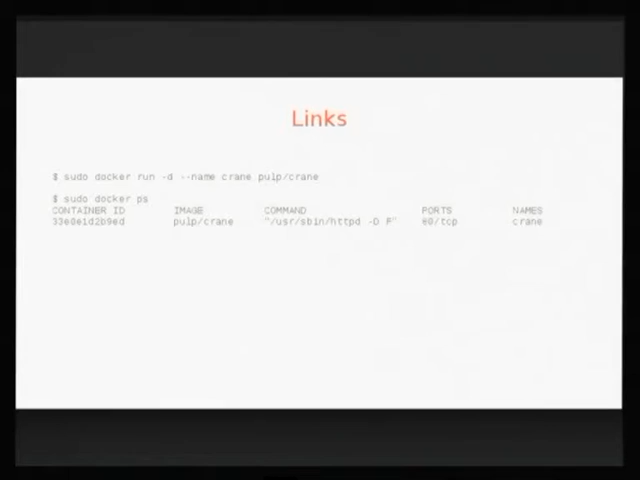 Links
$ sudo docker run -d --name crane pulp/crane
$ sudo docker ps
CONTAINER ID IMAGE COMMAND PORTS NAMES
33e0e1d2b9ed pulp/crane "/usr/sbin/httpd -D F" 80/tcp crane